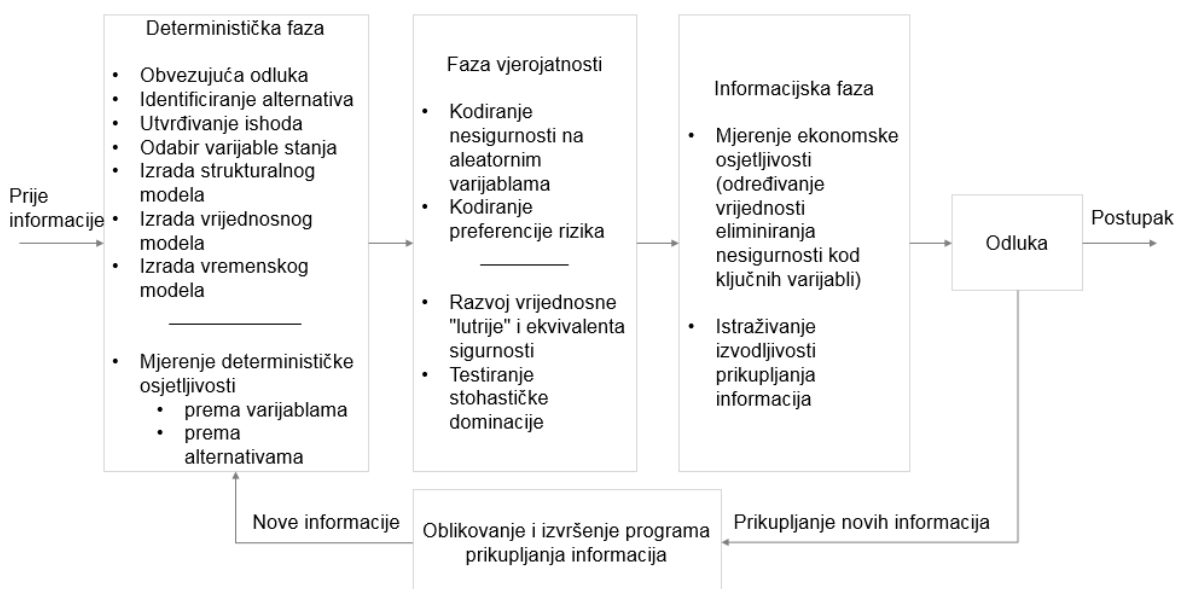 Prije
informacije
Deterministička faza
• Obvezujuća odluka
• Identificiranje alternativa
• Utvrđivanje ishoda
• Odabir varijable stanja
• Izrada strukturalnog
modela
• Izrada vrijednosnog
modela
• Izrada vremenskog
modela
• Mjerenje determinističke
osjetljivosti
• prema varijablama
• prema
alternativama
Faza vjerojatnosti
• Kodiranje
nesigurnosti na
aleatornim
varijablama
• Kodiranje
preferencije rizika
• Razvoj vrijednosne
"lutrije" i ekvivalenta
sigurnosti
• Testiranje
stohastičke
dominacije
Informacijska faza
• Mjerenje ekonomske
osjetljivosti
(određivanje
vrijednosti
eliminiranja
nesigurnosti kod
ključnih varijabli)
• Istraživanje
izvodljivosti
prikupljanja
informacija
Odluka
Postupak
Prikupljanje novih informacija
Oblikovanje i izvršenje programa
prikupljanja informacija
Nove informacije